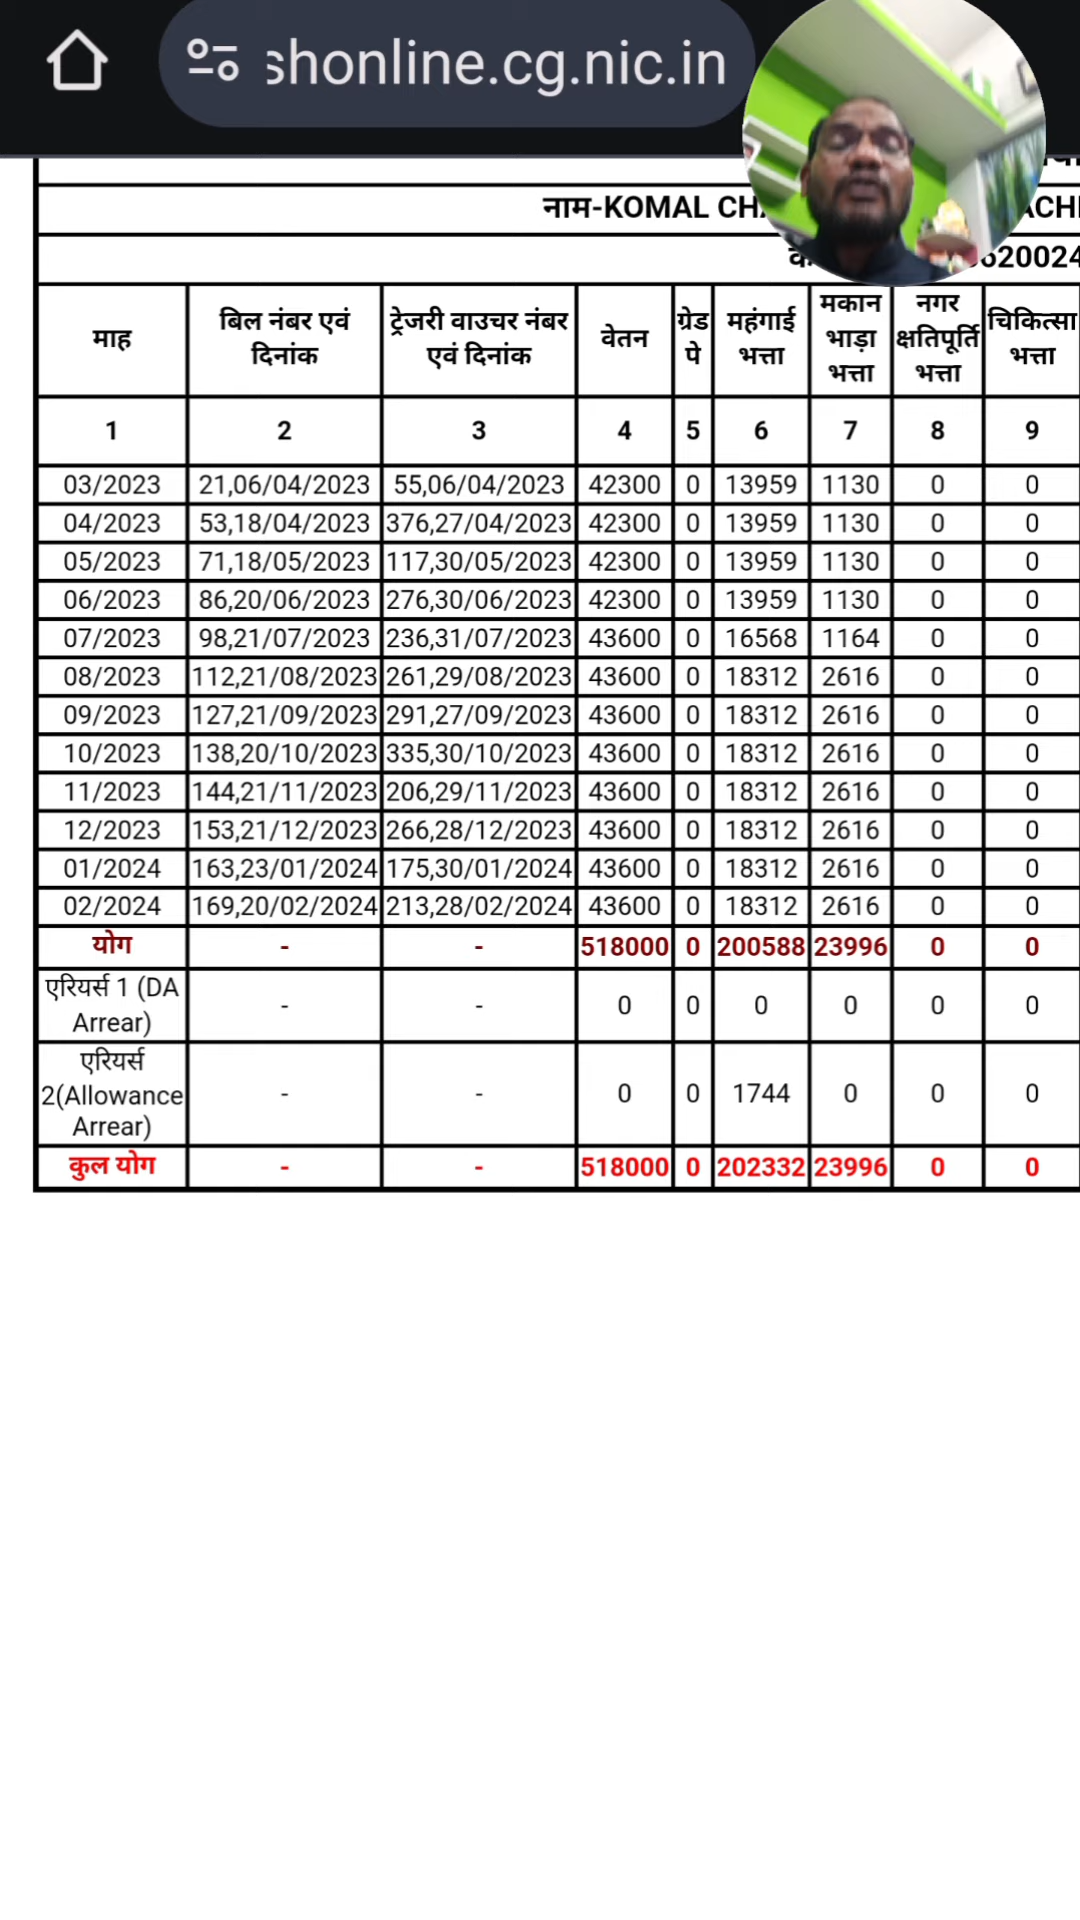 shonline.cg.nic.in
नाम-KOMAL
620024
माह | बिल नंबर एवं दिनांक | ट्रेजरी वाउचर नंबर एवं दिनांक | वेतन | ग्रेड पे | महंगाई भत्ता | मकान भाड़ा भत्ता | नगर क्षतिपूर्ति भत्ता | चिकित्सा भत्ता
1 | 2 | 3 | 4 | 5 | 6 | 7 | 8 | 9
03/2023 | 21,06/04/2023 | 55,06/04/2023 | 42300 | 0 | 13959 | 1130 | 0 | 0
04/2023 | 53,18/04/2023 | 376,27/04/2023 | 42300 | 0 | 13959 | 1130 | 0 | 0
05/2023 | 71,18/05/2023 | 117,30/05/2023 | 42300 | 0 | 13959 | 1130 | 0 | 0
06/2023 | 86,20/06/2023 | 276,30/06/2023 | 42300 | 0 | 13959 | 1130 | 0 | 0
07/2023 | 98,21/07/2023 | 236,31/07/2023 | 43600 | 0 | 16568 | 1164 | 0 | 0
08/2023 | 112,21/08/2023 | 261,29/08/2023 | 43600 | 0 | 18312 | 2616 | 0 | 0
09/2023 | 127,21/09/2023 | 291,27/09/2023 | 43600 | 0 | 18312 | 2616 | 0 | 0
10/2023 | 138,20/10/2023 | 335,30/10/2023 | 43600 | 0 | 18312 | 2616 | 0 | 0
11/2023 | 144,21/11/2023 | 206,29/11/2023 | 43600 | 0 | 18312 | 2616 | 0 | 0
12/2023 | 153,21/12/2023 | 266,28/12/2023 | 43600 | 0 | 18312 | 2616 | 0 | 0
01/2024 | 163,23/01/2024 | 175,30/01/2024 | 43600 | 0 | 18312 | 2616 | 0 | 0
02/2024 | 169,20/02/2024 | 213,28/02/2024 | 43600 | 0 | 18312 | 2616 | 0 | 0
योग | - | - | 518000 | 0 | 200588 | 23996 | 0 | 0
एरियर्स 1 (DA Arrear) | - | - | 0 | 0 | 0 | 0 | 0 | 0
एरियर्स 2(Allowance Arrear) | - | - | 0 | 0 | 1744 | 0 | 0 | 0
कुल योग | - | - | 518000 | 0 | 202332 | 23996 | 0 | 0